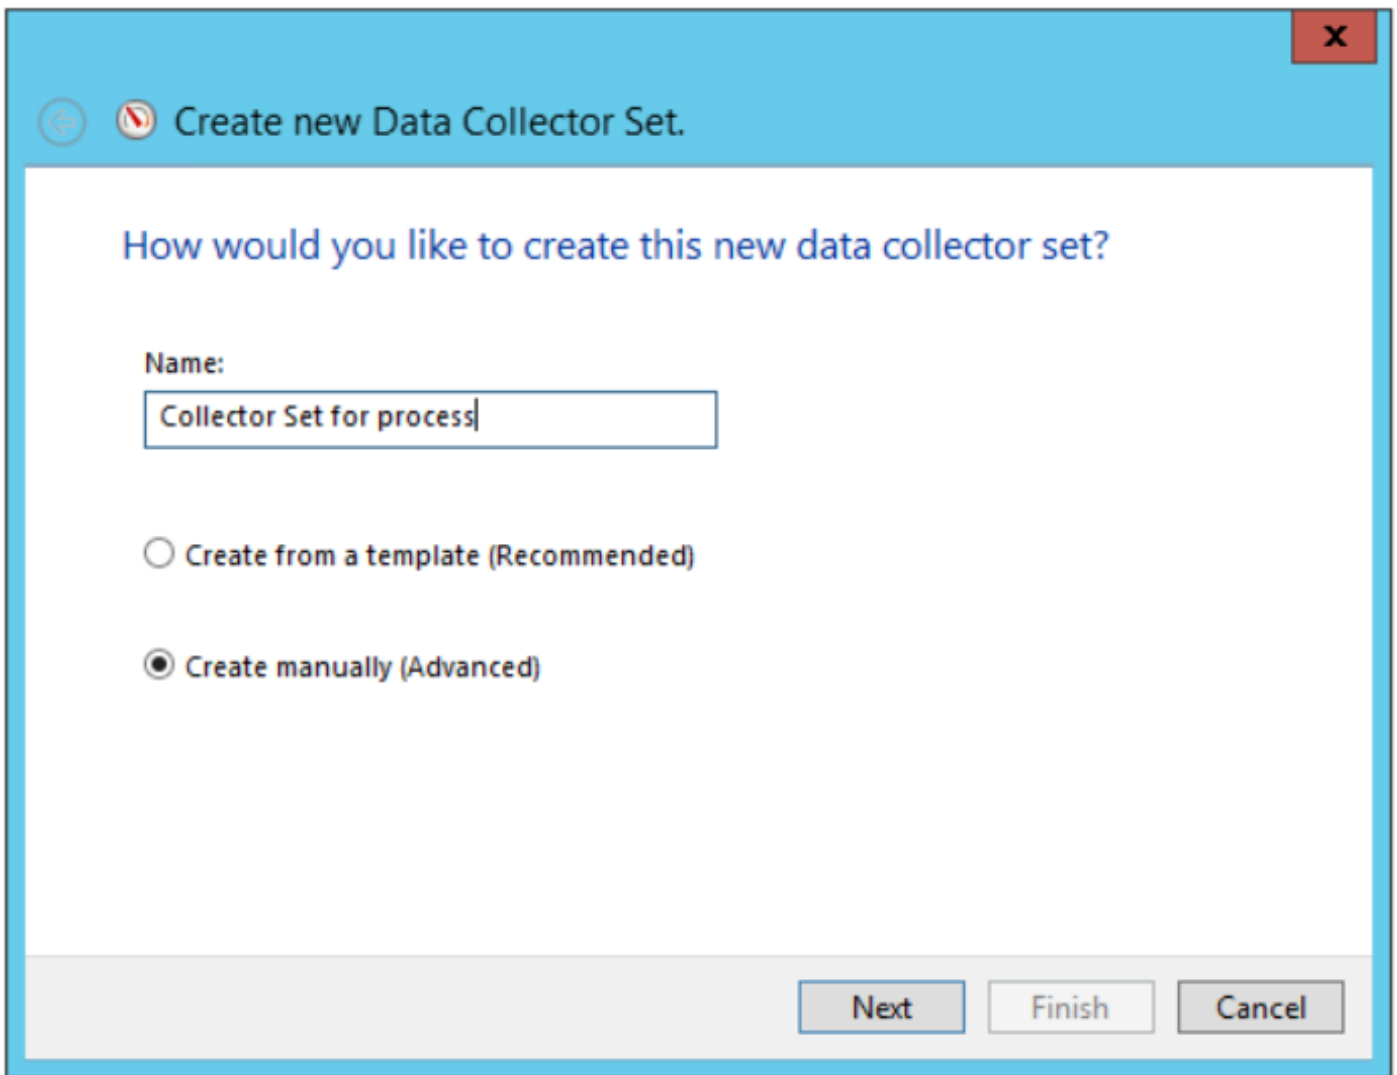 x
Create new Data Collector Set.
How would you like to create this new data collector set?
Name:
Collector Set for process
Create from a template (Recommended)
Create manually (Advanced)
Next Finish Cancel